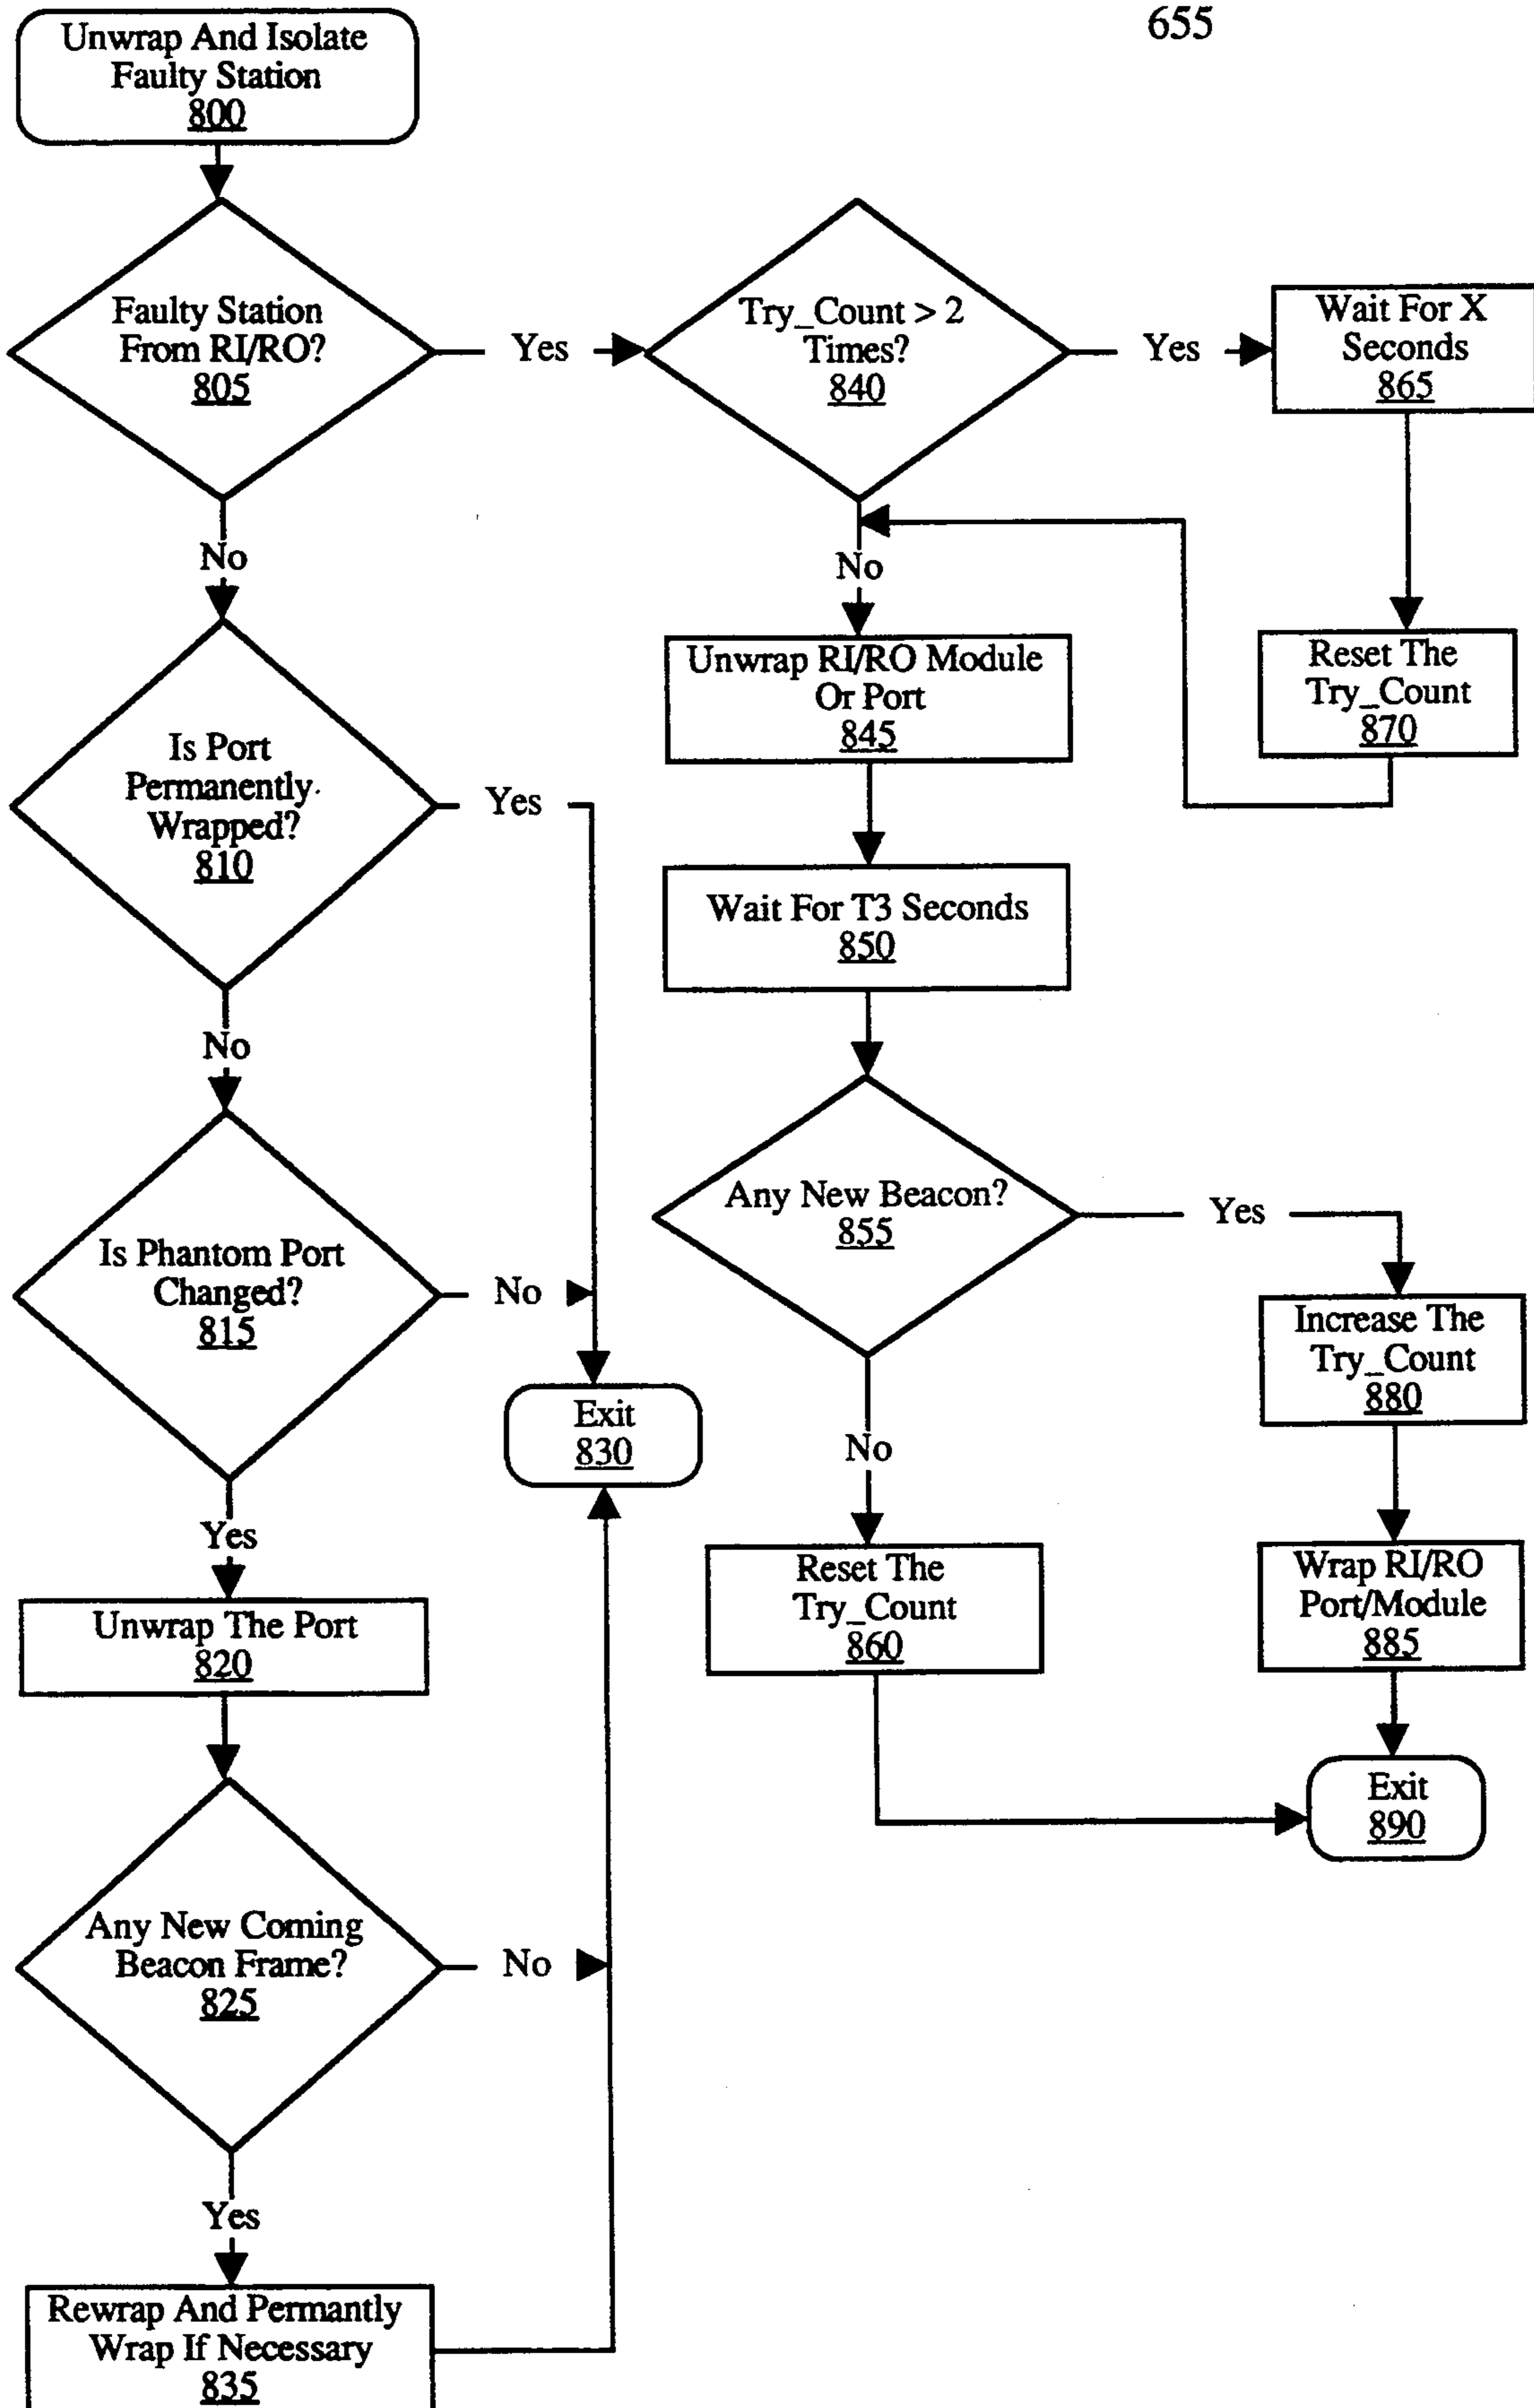 655
Unwrap And Isolate
Faulty Station
800
Faulty Station
From RI/RO?
805
Yes
Try_Count > 2
Times?
840
Yes
Wait For X
Seconds
865
No
No
Reset The
Try_Count
870
Unwrap RI/RO Module
Or Port
845
Is Port
Permanently
Wrapped?
810
Yes
Wait For T3 Seconds
850
No
Any New Beacon?
855
Yes
Is Phantom Port
Changed?
815
No
Increase The
Try_Count
880
Exit
830
No
Yes
Reset The
Try_Count
860
Wrap RI/RO
Port/Module
885
Unwrap The Port
820
Exit
890
Any New Coming
Beacon Frame?
825
No
Yes
Rewrap And Permantly
Wrap If Necessary
835